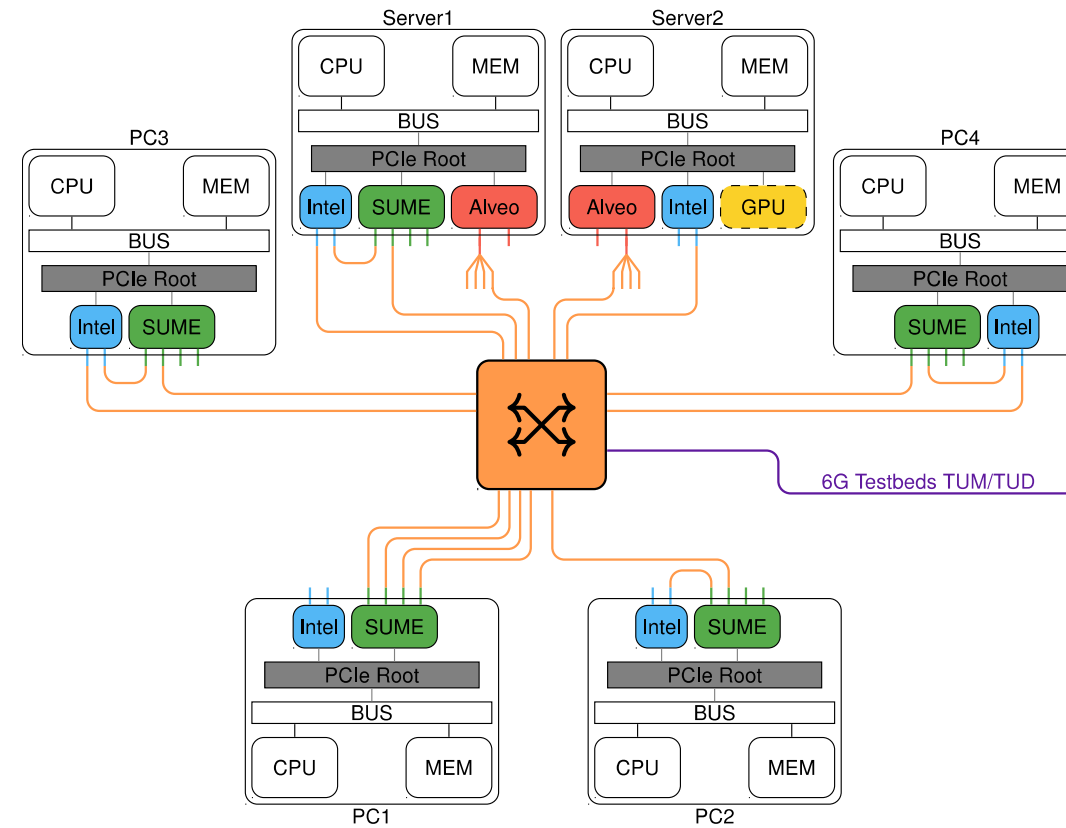 Server1
CPU
MEM
BUS
PCIe Root
Intel
SUME
Alveo
Server2
CPU
MEM
BUS
PCIe Root
Alveo
Intel
GPU
PC3
CPU
MEM
BUS
PCIe Root
Intel
SUME
PC4
CPU
MEM
BUS
PCIe Root
SUME
Intel
6G Testbeds TUM/TUD
Intel
SUME
PCIe Root
BUS
CPU
MEM
PC1
Intel
SUME
PCIe Root
BUS
CPU
MEM
PC2